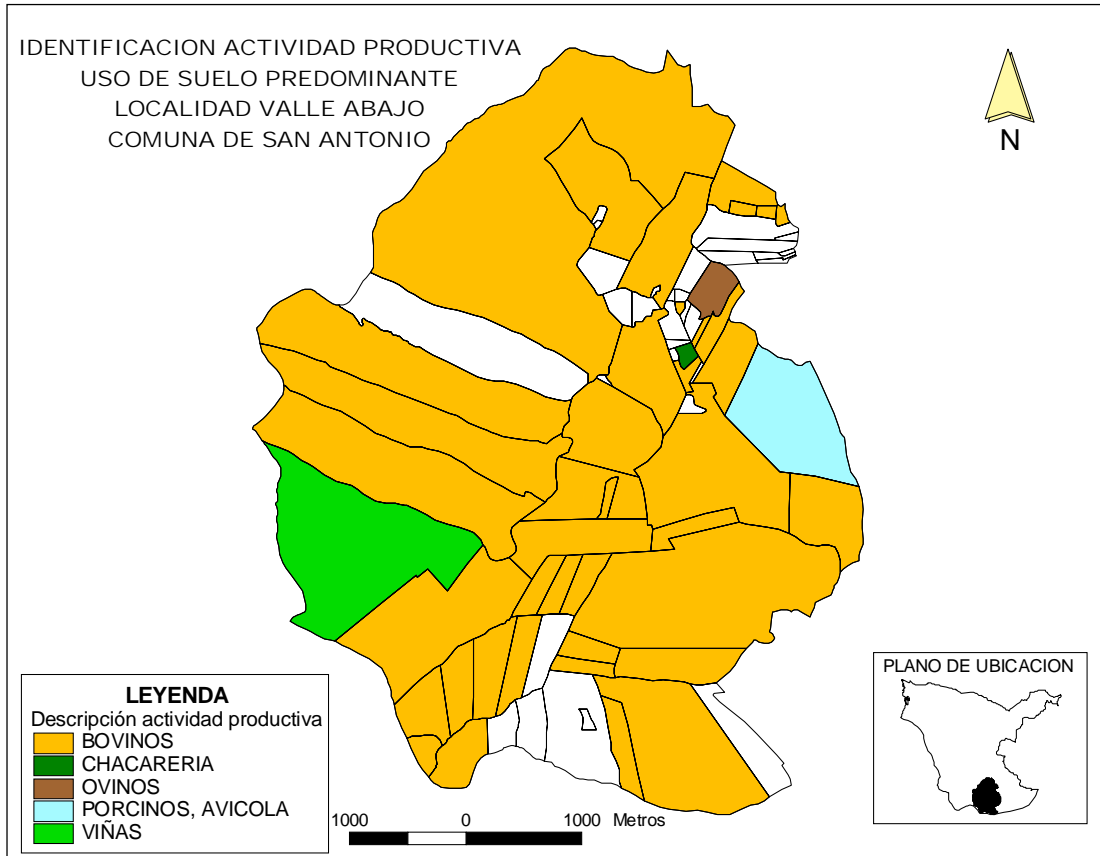 IDENTIFICACION ACTIVIDAD PRODUCTIVA
USO DE SUELO PREDOMINANTE
LOCALIDAD VALLE ABAJO
COMUNA DE SAN ANTONIO
N
LEYENDA
Descripción actividad productiva
BOVINOS
CHACARERIA
OVINOS
PORCINOS, AVICOLA
VIÑAS
1000 0 1000 Metros
PLANO DE UBICACION